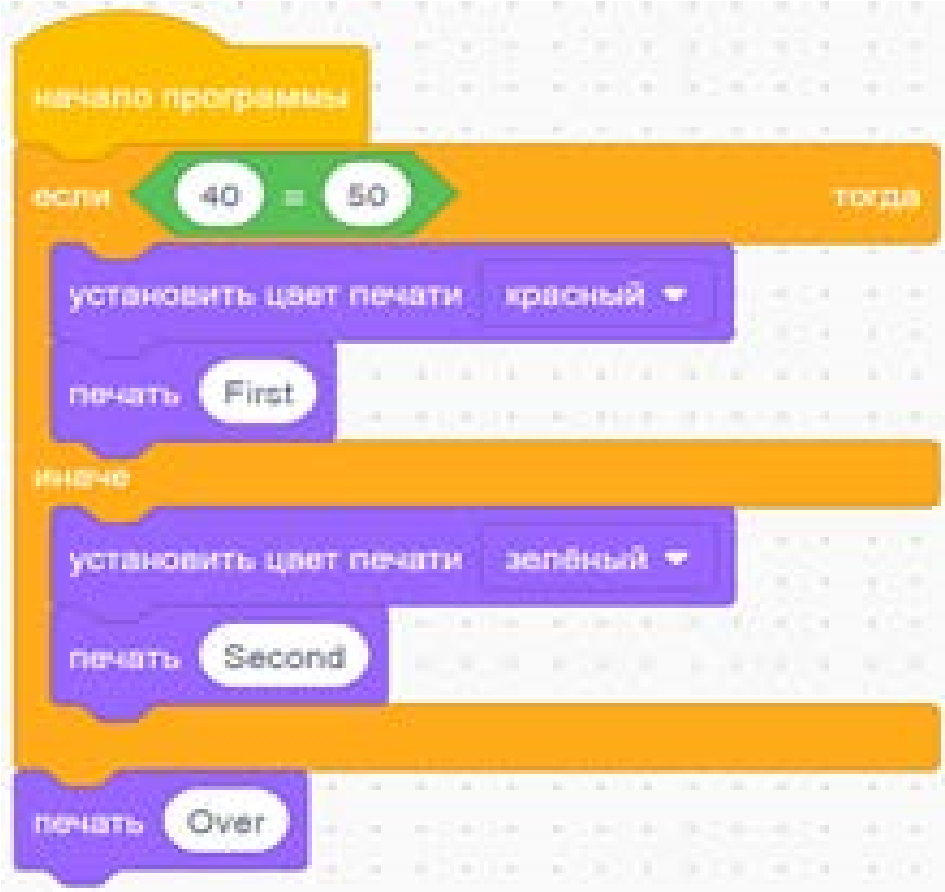 начало программы
если 40 = 50 тогда
установить цвет печати красный
печать First
иначе
установить цвет печати зелёный
печать Second
печать Over